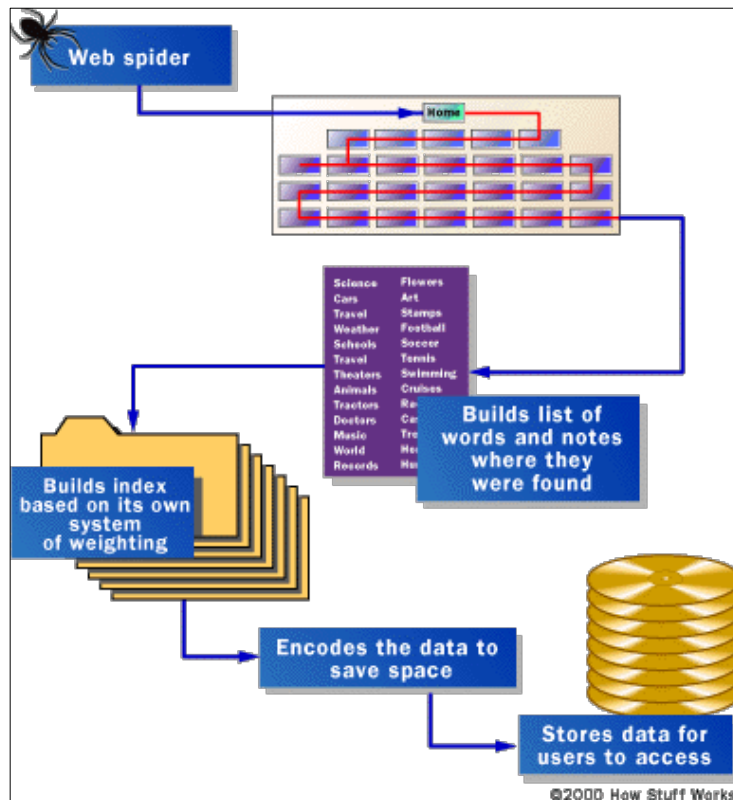 Web spider
Home
Science Flowers
Cars Art
Travel Stamps
Weather Football
Schools Soccer
Travel Tennis
Theaters Swimming
Animals Cruises
Tractors
Doctors
Music
World
Records
Builds list of
words and notes
where they
were found
Builds index
based on its own
system
of weighting
Encodes the data to
save space
Stores data for
users to access
©2000 How Stuff Works